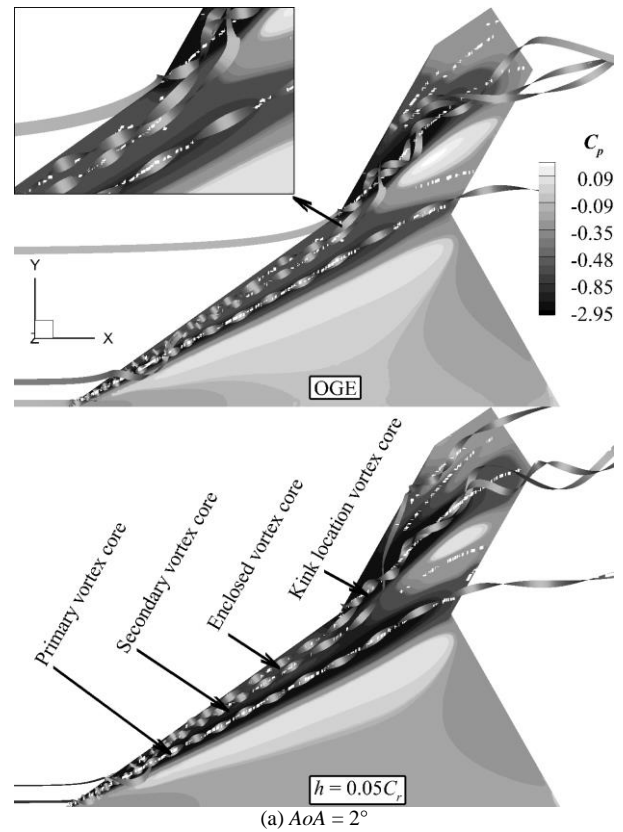 C_p
0.09
-0.09
-0.35
-0.48
-0.85
-2.95
Y
Z
X
OGE
Primary vortex core
Secondary vortex core
Enclosed vortex core
Kink location vortex core
h = 0.05C_r
(a) AoA = 2°